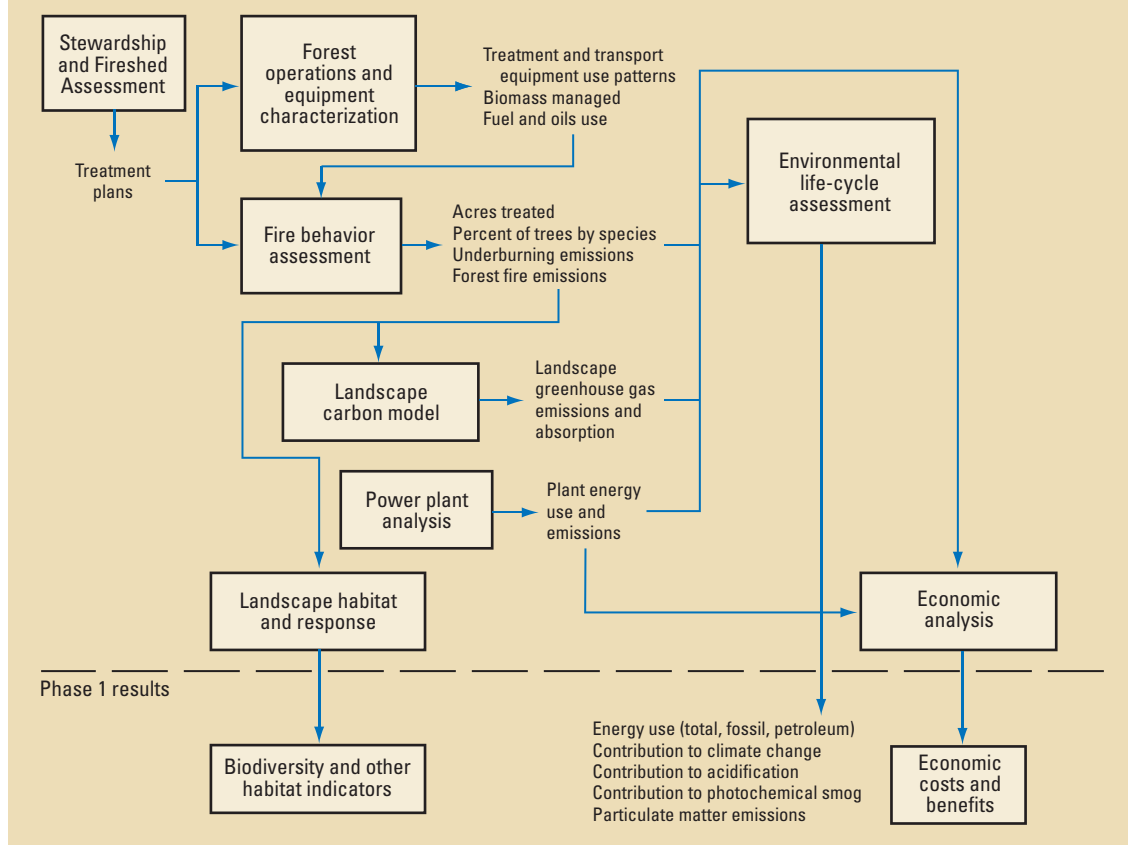 Stewardship
and Fireshed
Assessment
Treatment
plans
Forest
operations and
equipment
characterization
Treatment and transport
equipment use patterns
Biomass managed
Fuel and oils use
Environmental
life-cycle
assessment
Fire behavior
assessment
Acres treated
Percent of trees by species
Underburning emissions
Forest fire emissions
Landscape
carbon model
Landscape
greenhouse gas
emissions and
absorption
Power plant
analysis
Plant energy
use and
emissions
Landscape habitat
and response
Economic
analysis
Phase 1 results
Biodiversity and other
habitat indicators
Energy use (total, fossil, petroleum)
Contribution to climate change
Contribution to acidification
Contribution to photochemical smog
Particulate matter emissions
Economic
costs and
benefits